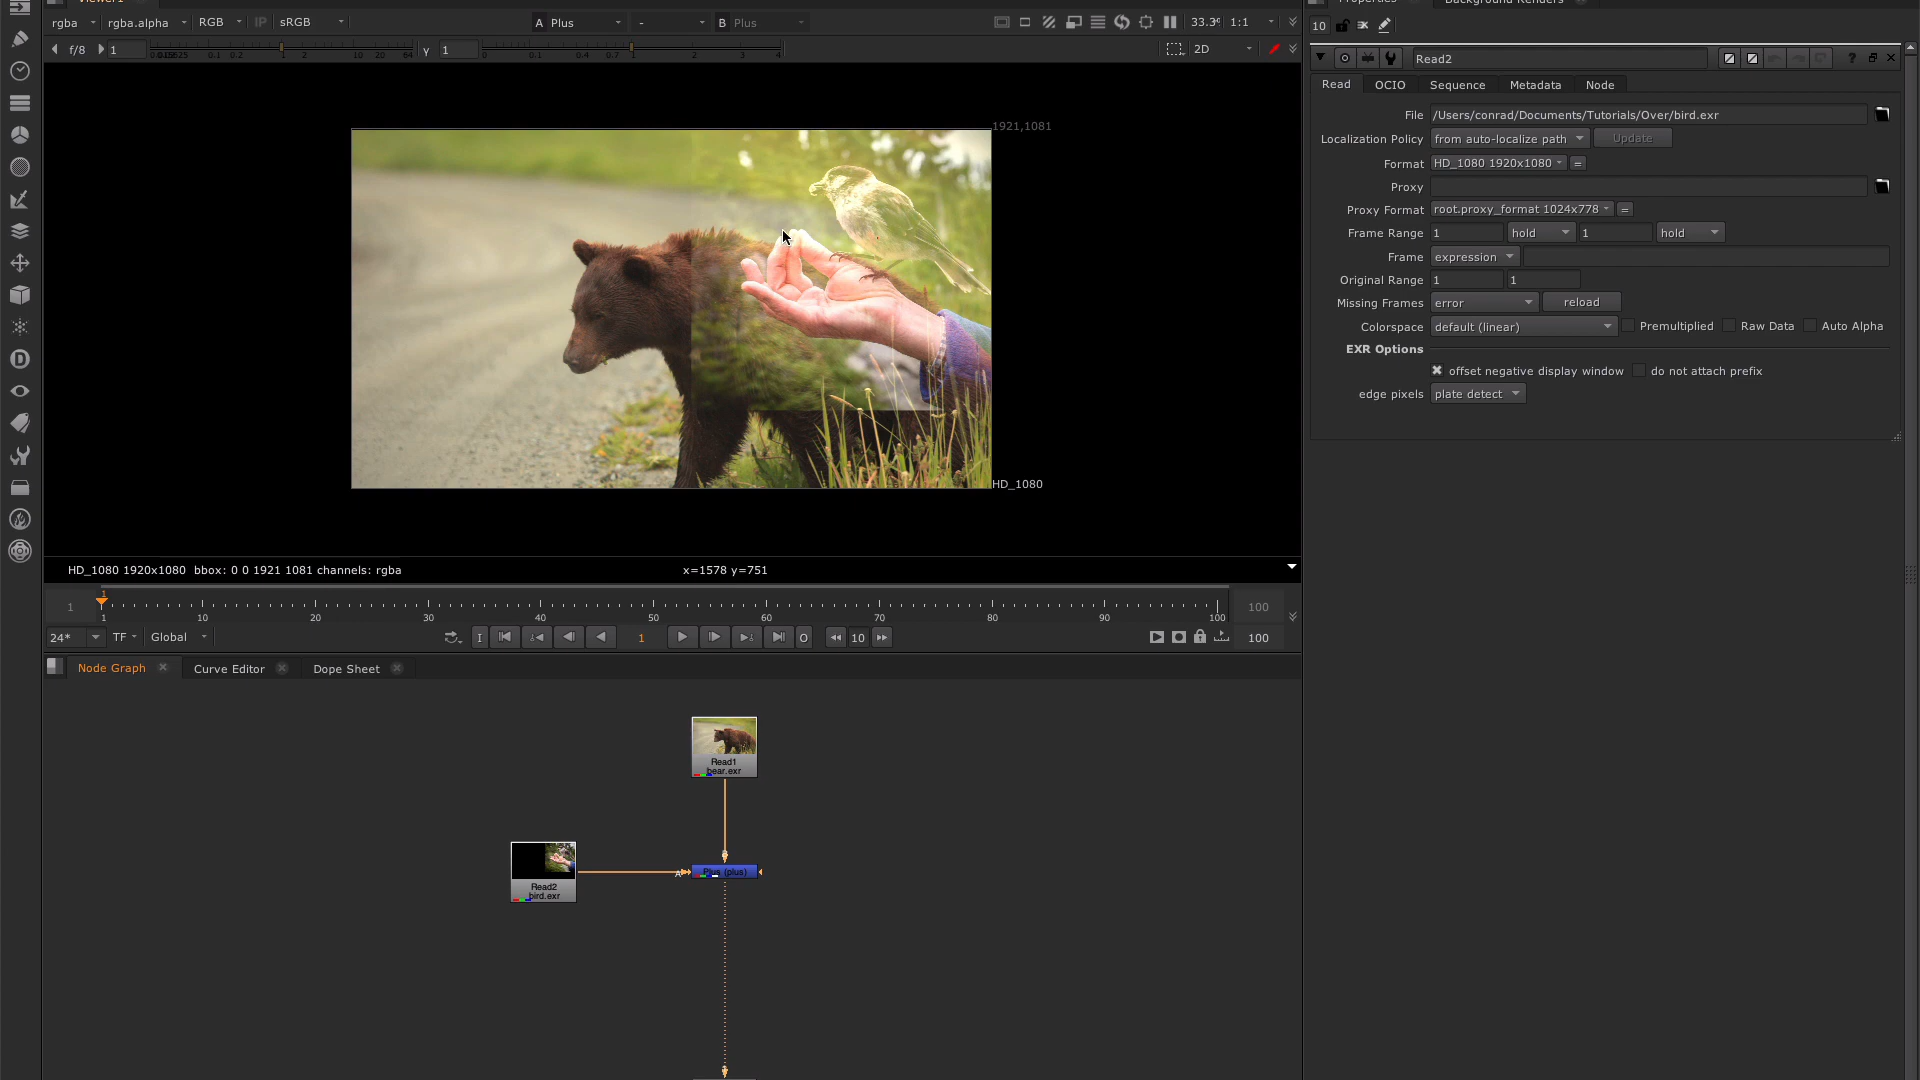 Viewer1
Properties
Background Renders
rgba rgba.alpha RGB IP sRGB A Plus - B Plus 33.3 1:1
10
f/8 1 y 1 2D
Read2
Read OCIO Sequence Metadata Node
File /Users/conrad/Documents/Tutorials/Over/bird.exr
Localization Policy from auto-localize path Update
Format HD_1080 1920x1080 =
Proxy
Proxy Format root.proxy_format 1024x778 =
Frame Range 1 hold 1 hold
Frame expression
Original Range 1 1
Missing Frames error reload
Colorspace default (linear) Premultiplied Raw Data Auto Alpha
EXR Options
offset negative display window do not attach prefix
edge pixels plate detect
1921,1081
HD_1080
HD_1080 1920x1080 bbox: 0 0 1921 1081 channels: rgba x=1578 y=751
1
1 100
1 10 20 30 40 50 60 70 80 90 100
24* TF Global I 1 O 10 100
Node Graph Curve Editor Dope Sheet
Read1
bear.exr
A Plus (plus)
Read2
bird.exr